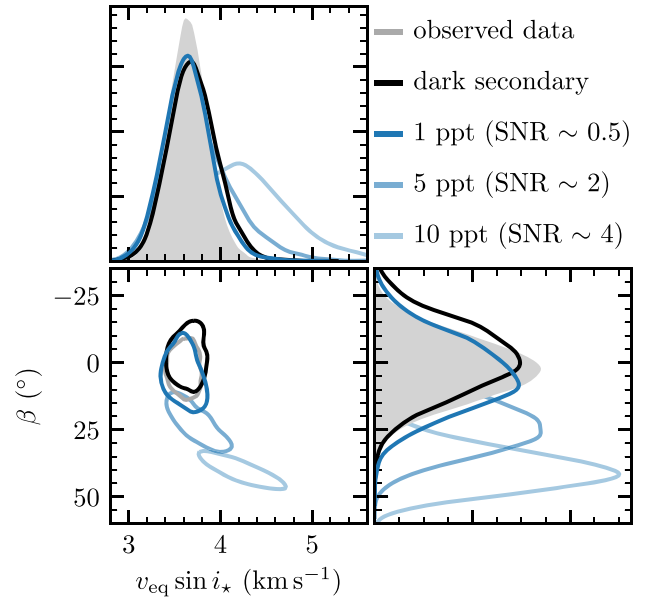 observed data
dark secondary
1 ppt (SNR ∼ 0.5)
5 ppt (SNR ∼ 2)
10 ppt (SNR ∼ 4)
−25
0
25
50
β (°)
3 4 5
v_eq sin i⋆ (km s⁻¹)